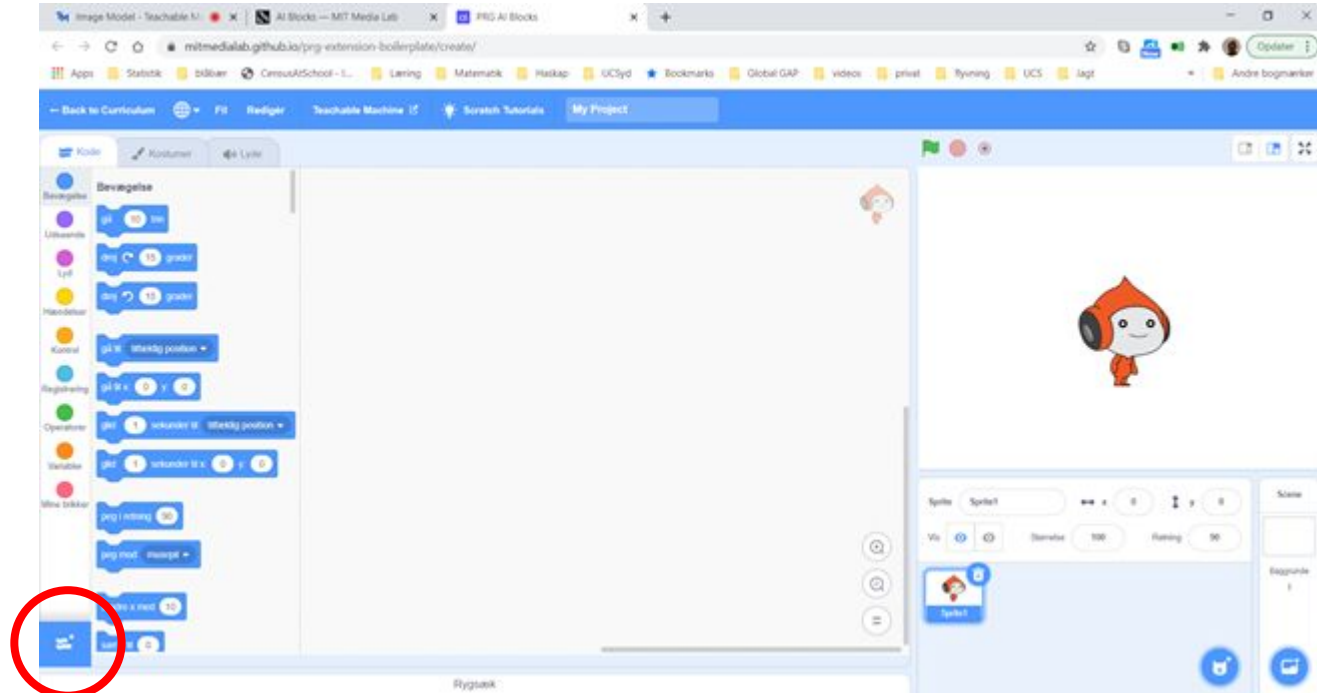 Image Model - Teachable M
AI Blocks — MIT Media Lab
PRG AI Blocks
mitmedialab.github.io/prg-extension-boilerplate/create/
Opdater
Apps
Statistik
blåbær
CensusAtSchool - I...
Læring
Matematik
Høskap
UCSyd
Bookmarks
Global GAP
videos
privat
flyvning
UCS
Jagt
Andre bogmærker
Back to Curriculum
Fil
Rediger
Teachable Machine
Scratch Tutorials
My Project
Kode
Kostumer
Lyde
Bevægelse
Udseende
Lyd
Hændelser
Kontrol
Registrering
Operatorer
Variable
Mine blikker
Bevægelse
gå 10 trin
drej 15 grader
drej 15 grader
gå til tilfældig position
gå til x 0 y 0
glid 1 sekunder til tilfældig position
glid 1 sekunder til x 0 y 0
peg i retning 90
peg mod musepil
x med 10
0
Sprite Sprite1
x 0
y 0
Vis
Størrelse 100
Retning 90
Sprite1
Scene
Baggrunde
1
Rygsæk